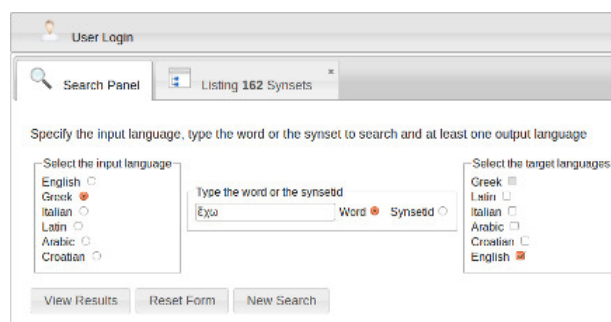 User Login
Search Panel
Listing 162 Synsets
×
Specify the input language, type the word or the synset to search and at least one output language
Select the input language
English
Greek
Italian
Latin
Arabic
Croatian
Type the word or the synsetid
ἔχω
Word
Synsetid
Select the target languages
Greek
Latin
Italian
Arabic
Croatian
English
View Results
Reset Form
New Search